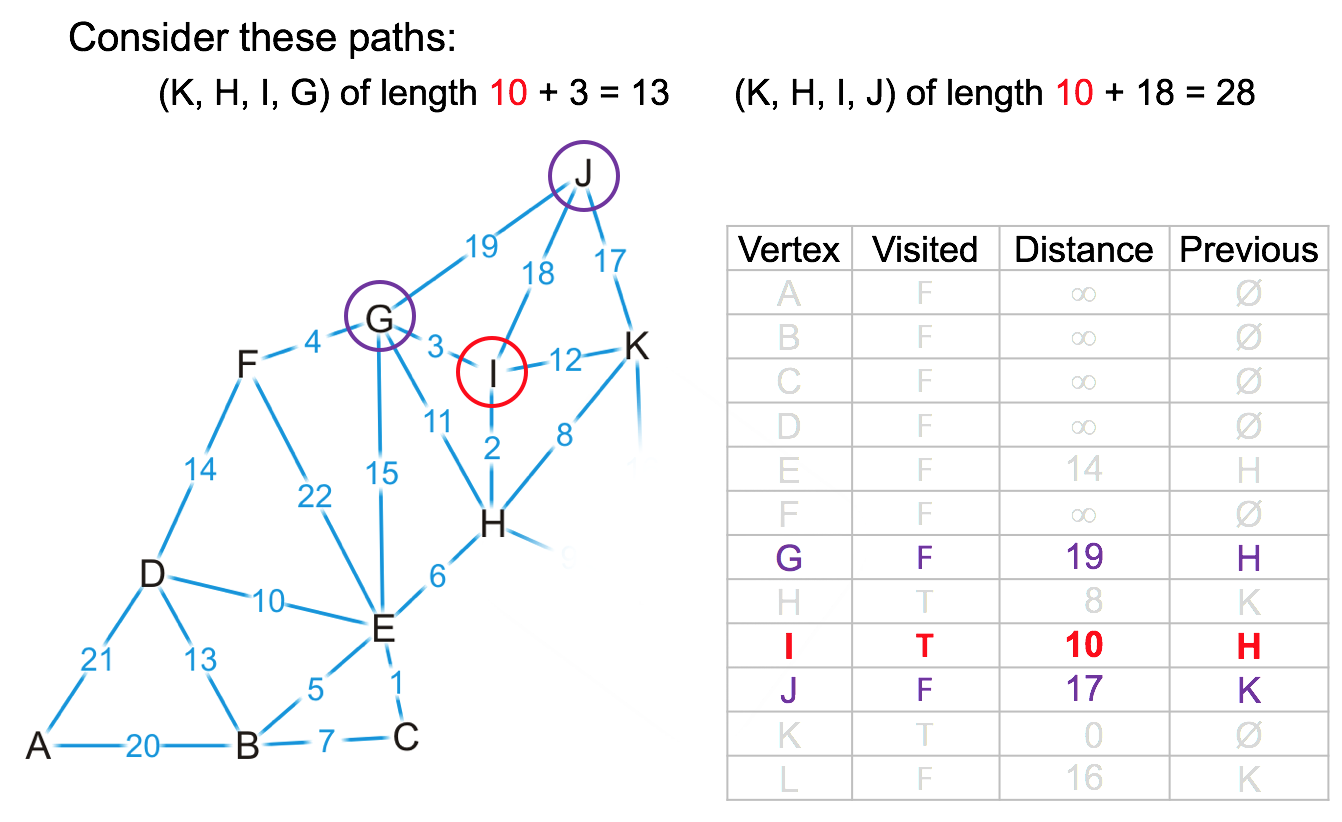 Consider these paths:
(K, H, I, G) of length 10 + 3 = 13 (K, H, I, J) of length 10 + 18 = 28
J
19
18
17
G
4
3
K
12
F
I
11
2
8
14
15
22
H
D
6
10
E
21
13
5
1
A
20
B
7
C
Vertex Visited Distance Previous
A F ∞ Ø
B F ∞ Ø
C F ∞ Ø
D F ∞ Ø
E F 14 H
F F ∞ Ø
G F 19 H
H T 8 K
I T 10 H
J F 17 K
K T 0 Ø
L F 16 K